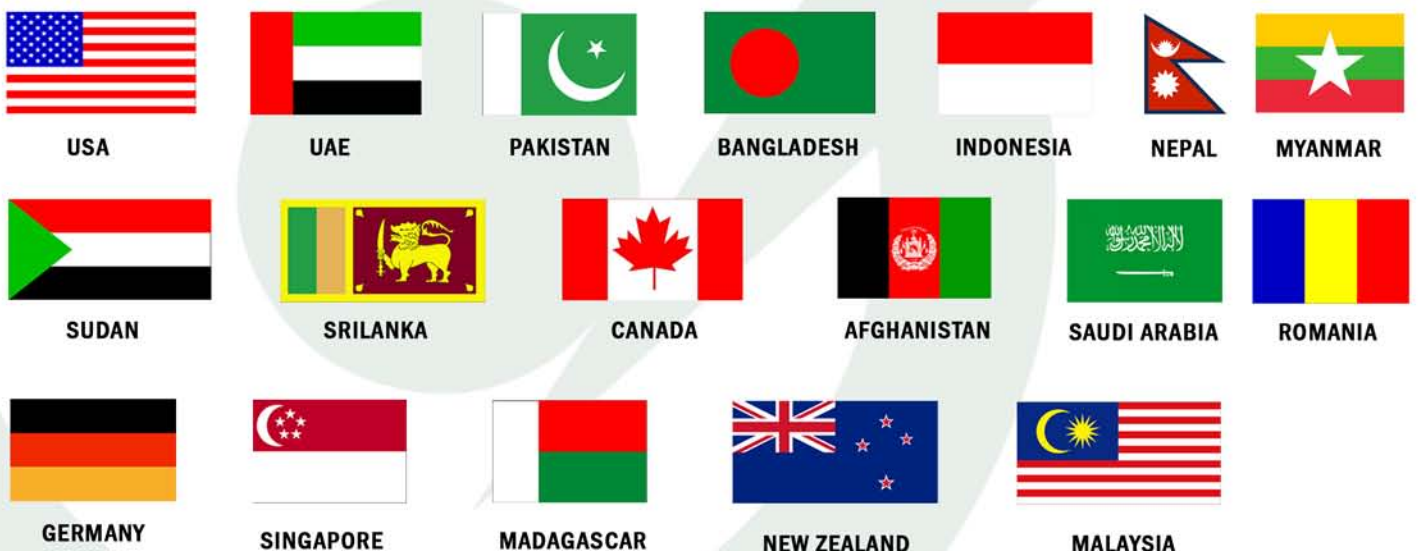 USA UAE PAKISTAN BANGLADESH INDONESIA NEPAL MYANMAR
SUDAN SRILANKA CANADA AFGHANISTAN SAUDI ARABIA ROMANIA
GERMANY SINGAPORE MADAGASCAR NEW ZEALAND MALAYSIA